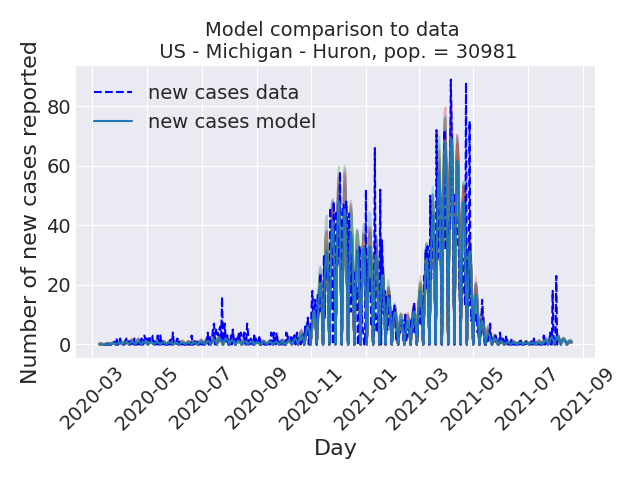 Model comparison to data
US - Michigan - Huron, pop. = 30981
Number of new cases reported
80
60
40
20
0
new cases data
new cases model
2020-03
2020-05
2020-07
2020-09
2020-11
2021-01
2021-03
2021-05
2021-07
2021-09
Day